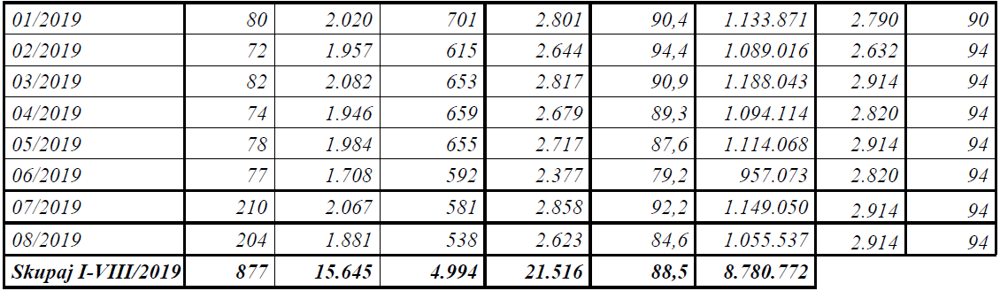 01/2019 80 2.020 701 2.801 90,4 1.133.871 2.790 90
02/2019 72 1.957 615 2.644 94,4 1.089.016 2.632 94
03/2019 82 2.082 653 2.817 90,9 1.188.043 2.914 94
04/2019 74 1.946 659 2.679 89,3 1.094.114 2.820 94
05/2019 78 1.984 655 2.717 87,6 1.114.068 2.914 94
06/2019 77 1.708 592 2.377 79,2 957.073 2.820 94
07/2019 210 2.067 581 2.858 92,2 1.149.050 2.914 94
08/2019 204 1.881 538 2.623 84,6 1.055.537 2.914 94
Skupaj I-VIII/2019 877 15.645 4.994 21.516 88,5 8.780.772